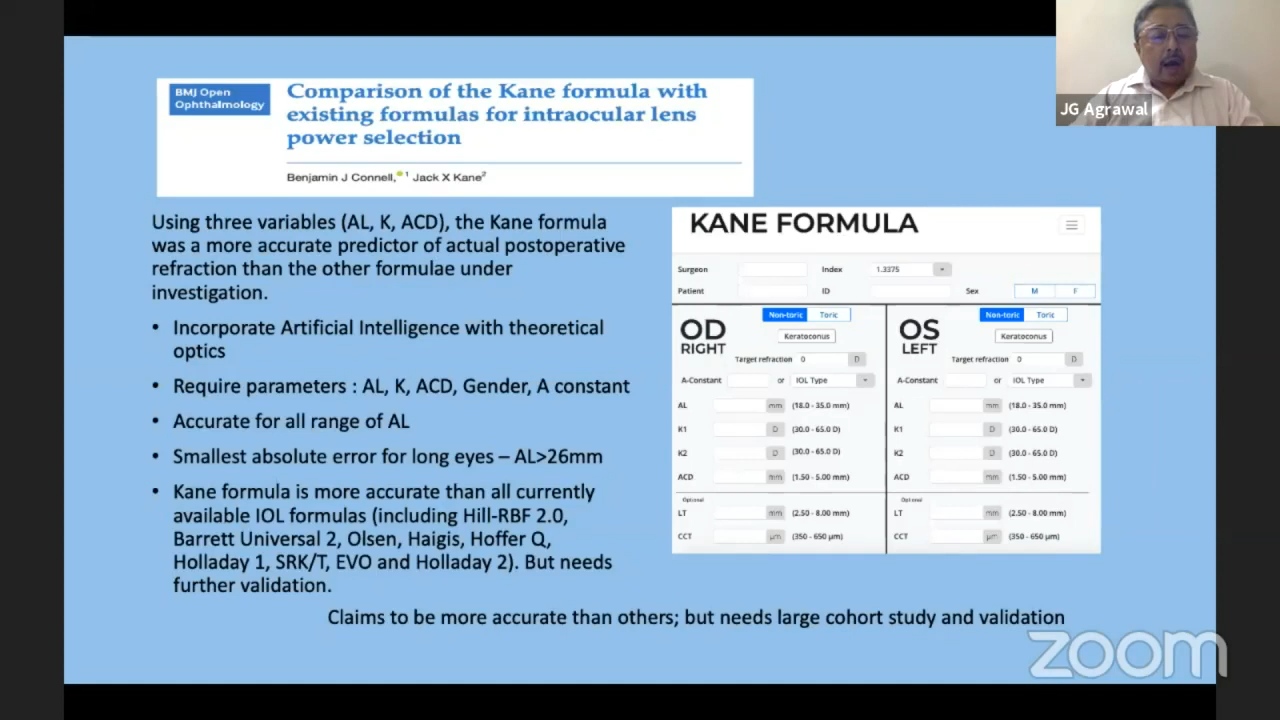 JG Agrawal
BMJ Open
Ophthalmology
Comparison of the Kane formula with
existing formulas for intraocular lens
power selection
Benjamin J Connell, 1 Jack X Kane2
Using three variables (AL, K, ACD), the Kane formula
was a more accurate predictor of actual postoperative
refraction than the other formulae under
investigation.
• Incorporate Artificial Intelligence with theoretical
optics
• Require parameters : AL, K, ACD, Gender, A constant
• Accurate for all range of AL
• Smallest absolute error for long eyes – AL>26mm
• Kane formula is more accurate than all currently
available IOL formulas (including Hill-RBF 2.0,
Barrett Universal 2, Olsen, Haigis, Hoffer Q,
Holladay 1, SRK/T, EVO and Holladay 2). But needs
further validation.
KANE FORMULA
Surgeon Index 1.3375
Patient ID Sex M F
OD
RIGHT
Non-toric Toric
Keratoconus
Target refraction 0 D
A-Constant or IOL Type
AL mm (18.0 - 35.0 mm)
K1 D (30.0 - 65.0 D)
K2 D (30.0 - 65.0 D)
ACD mm (1.50 - 5.00 mm)
Optional
LT mm (2.50 - 8.00 mm)
CCT µm (350 - 650 µm)
OS
LEFT
Non-toric Toric
Keratoconus
Target refraction 0 D
A-Constant or IOL Type
AL mm (18.0 - 35.0 mm)
K1 D (30.0 - 65.0 D)
K2 D (30.0 - 65.0 D)
ACD mm (1.50 - 5.00 mm)
Optional
LT mm (2.50 - 8.00 mm)
CCT µm (350 - 650 µm)
Claims to be more accurate than others; but needs large cohort study and validation
zoom